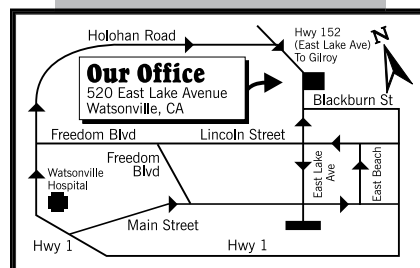 Holohan Road
Hwy 152
(East Lake Ave)
To Gilroy
N
Our Office
520 East Lake Avenue
Watsonville, CA
Blackburn St
Freedom Blvd
Lincoln Street
Freedom
Blvd
Watsonville
Hospital
East Lake
Ave
East Beach
Main Street
Hwy 1
Hwy 1